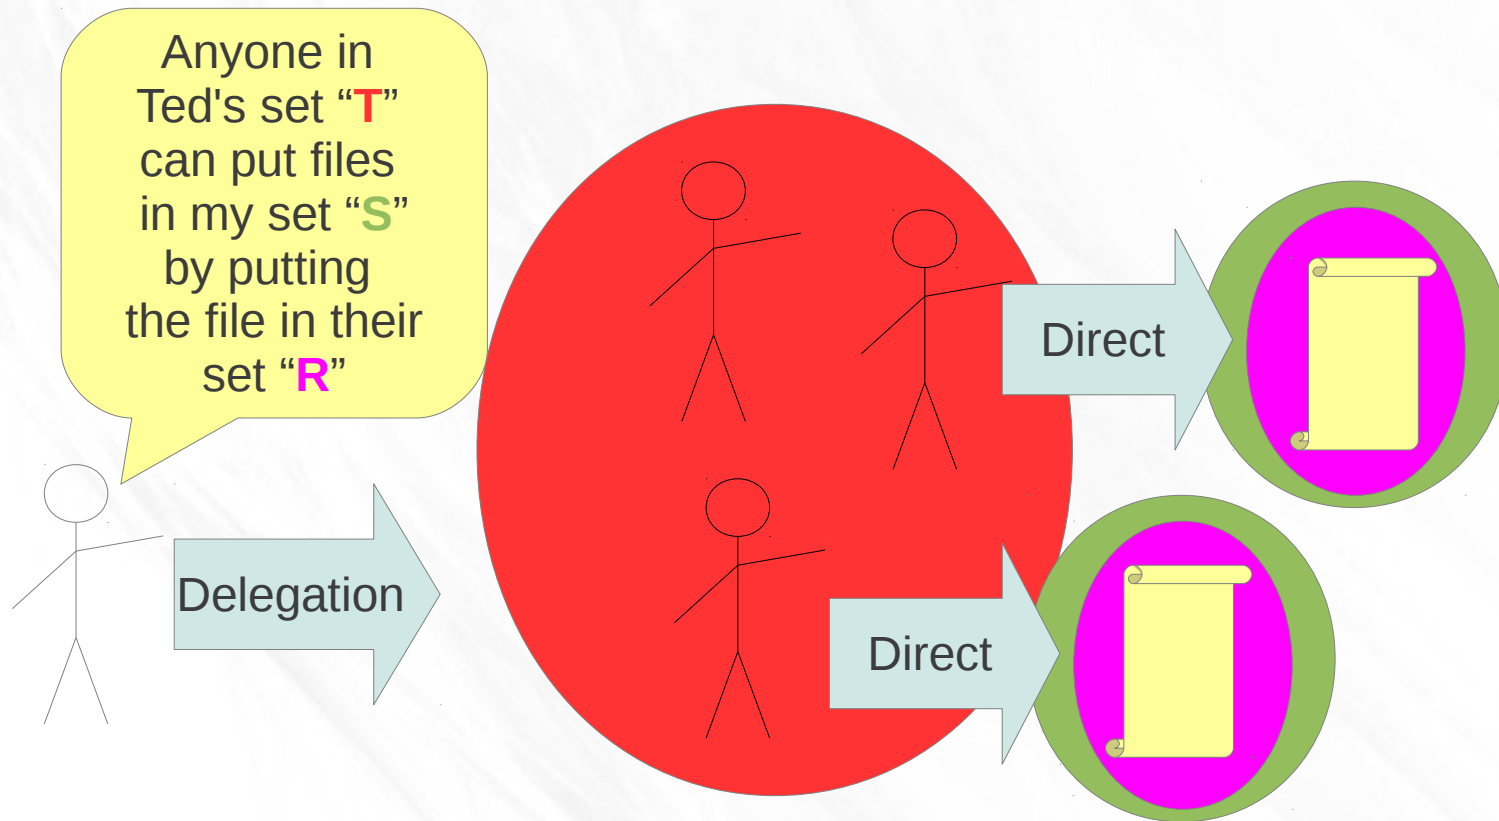 Anyone in
Ted's set “T”
can put files
in my set “S”
by putting
the file in their
set “R”
Direct
Delegation
Direct